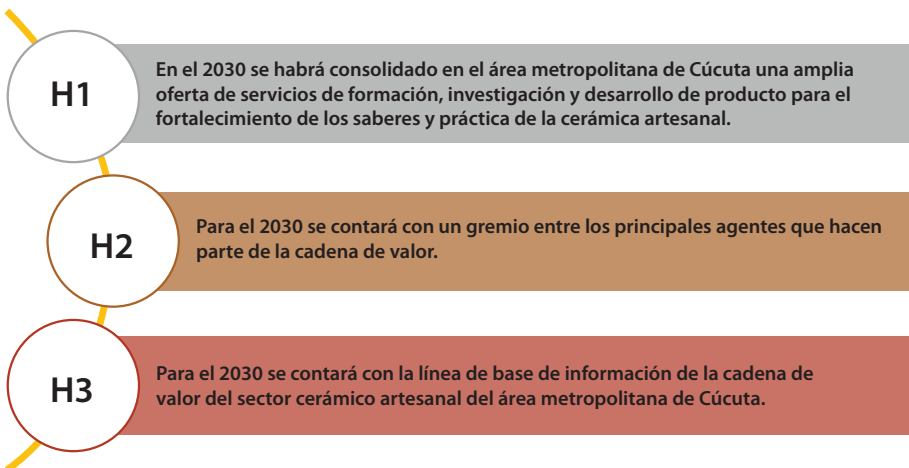 H1
En el 2030 se habrá consolidado en el área metropolitana de Cúcuta una amplia
oferta de servicios de formación, investigación y desarrollo de producto para el
fortalecimiento de los saberes y práctica de la cerámica artesanal.
H2
Para el 2030 se contará con un gremio entre los principales agentes que hacen
parte de la cadena de valor.
H3
Para el 2030 se contará con la línea de base de información de la cadena de
valor del sector cerámico artesanal del área metropolitana de Cúcuta.